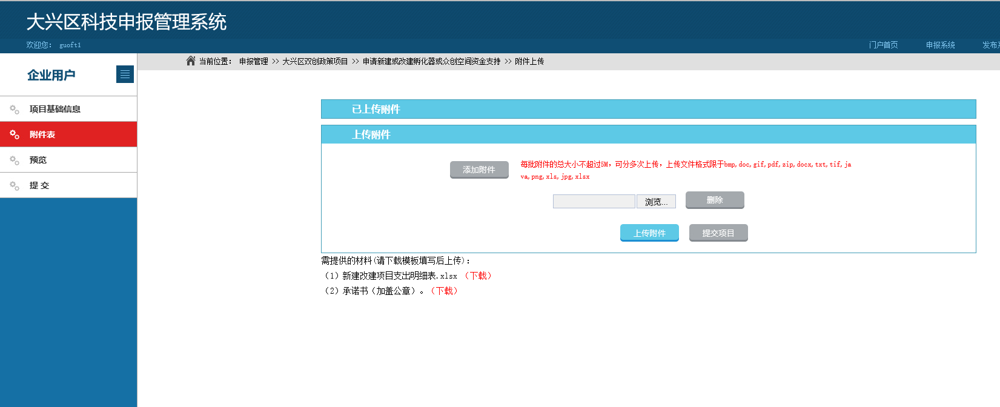 大兴区科技申报管理系统
欢迎您： guoft1
门户首页 申报系统 发布
当前位置： 申报管理 >> 大兴区双创政策项目 >> 申请新建或改建孵化器或众创空间资金支持 >> 附件上传
企业用户
项目基础信息
附件表
预览
提 交
已上传附件
上传附件
添加附件
每批附件的总大小不超过5M，可分多次上传，上传文件格式限于bmp,doc,gif,pdf,zip,docx,txt,tif,ja
va,png,xls,jpg,xlsx
浏览... 删除
上传附件 提交项目
需提供的材料(请下载模板填写后上传)：
（1）新建改建项目支出明细表.xlsx （下载）
（2）承诺书（加盖公章）。（下载）